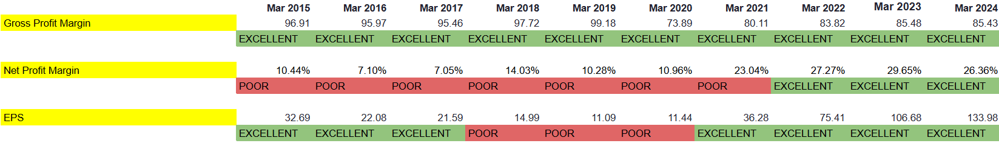 Mar 2015 Mar 2016 Mar 2017 Mar 2018 Mar 2019 Mar 2020 Mar 2021 Mar 2022 Mar 2023 Mar 2024
Gross Profit Margin 96.91 95.97 95.46 97.72 99.18 73.89 80.11 83.82 85.48 85.43
EXCELLENT EXCELLENT EXCELLENT EXCELLENT EXCELLENT EXCELLENT EXCELLENT EXCELLENT EXCELLENT EXCELLENT
Net Profit Margin 10.44% 7.10% 7.05% 14.03% 10.28% 10.96% 23.04% 27.27% 29.65% 26.36%
POOR POOR POOR POOR POOR POOR POOR EXCELLENT EXCELLENT EXCELLENT
EPS 32.69 22.08 21.59 14.99 11.09 11.44 36.28 75.41 106.68 133.98
EXCELLENT EXCELLENT EXCELLENT POOR POOR POOR EXCELLENT EXCELLENT EXCELLENT EXCELLENT